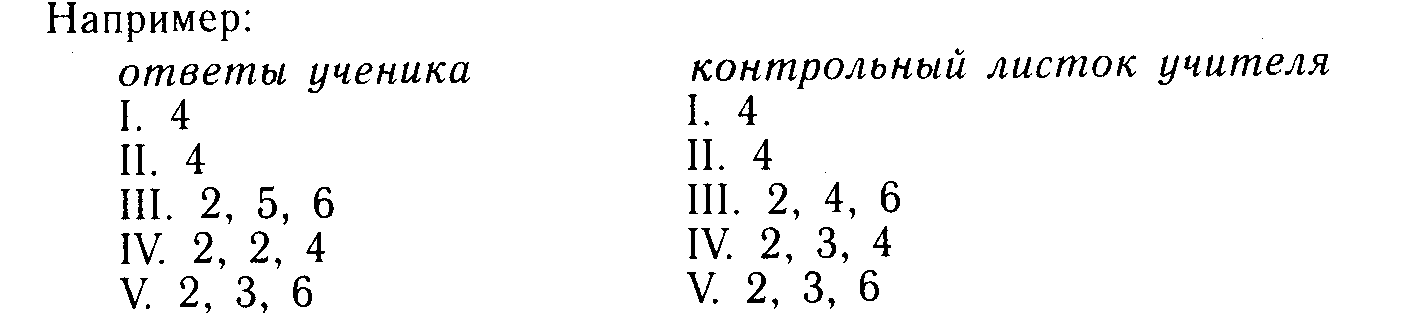 Например:
ответы ученика
I. 4
II. 4
III. 2, 5, 6
IV. 2, 2, 4
V. 2, 3, 6
контрольный листок учителя
I. 4
II. 4
III. 2, 4, 6
IV. 2, 3, 4
V. 2, 3, 6